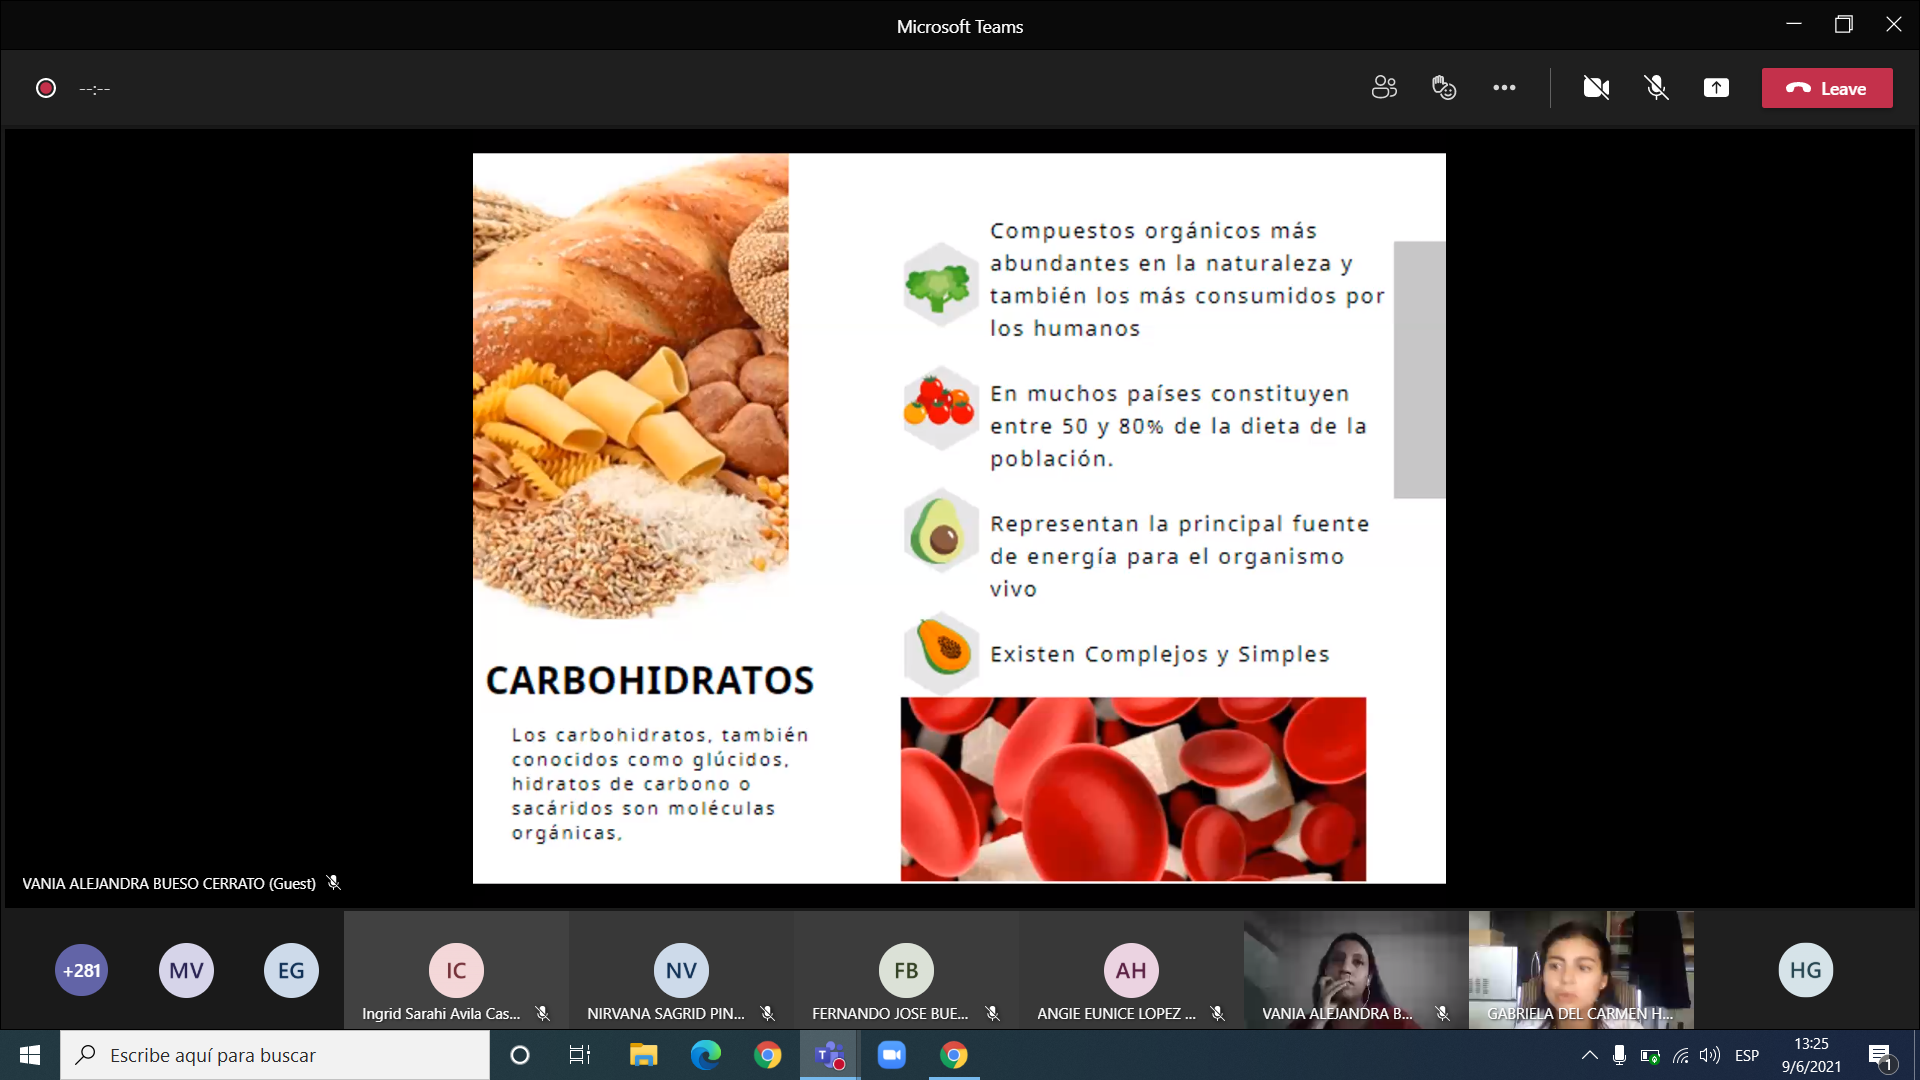 Microsoft Teams
--:--
Leave
Compuestos orgánicos más
abundantes en la naturaleza y
también los más consumidos por
los humanos
En muchos países constituyen
entre 50 y 80% de la dieta de la
población.
Representan la principal fuente
de energía para el organismo
vivo
Existen Complejos y Simples
CARBOHIDRATOS
Los carbohidratos, también
conocidos como glúcidos,
hidratos de carbono o
sacáridos son moléculas
orgánicas,
VANIA ALEJANDRA BUESO CERRATO (Guest)
+281
MV
EG
IC
NV
FB
AH
HG
Ingrid Sarahi Avila Cas...
NIRVANA SAGRID PIN...
FERNANDO JOSE BUE...
ANGIE EUNICE LOPEZ ...
VANIA ALEJANDRA B...
GABRIELA DEL CARMEN H...
Escribe aquí para buscar
ESP
13:25
9/6/2021
1